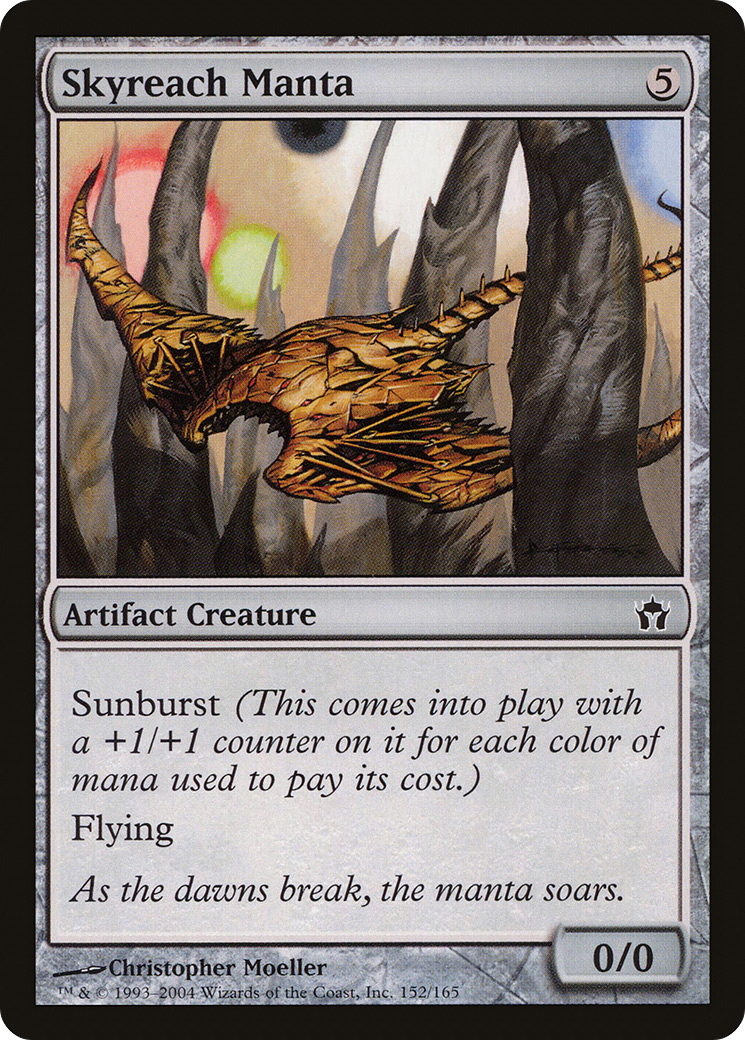 Skyreach Manta
5
Artifact Creature
Sunburst (This comes into play with
a +1/+1 counter on it for each color of
mana used to pay its cost.)
Flying
As the dawns break, the manta soars.
0/0
Christopher Moeller
™ & © 1993–2004 Wizards of the Coast, Inc. 152/165